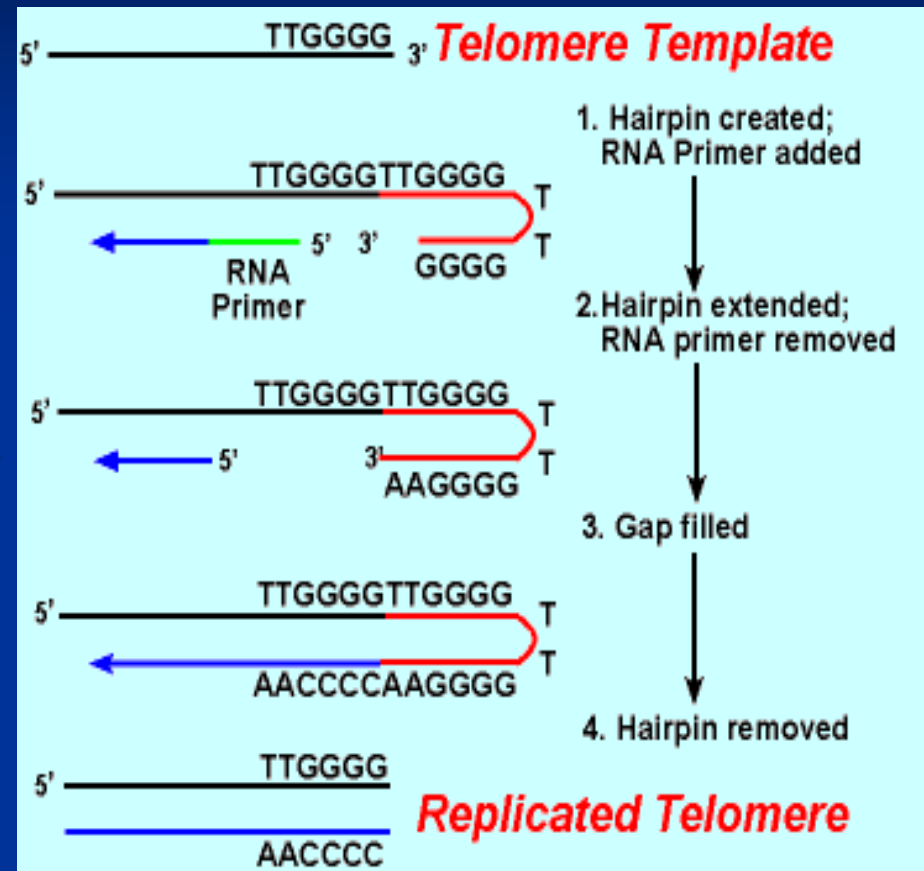 TTGGGG
5' 3' Telomere Template
1. Hairpin created;
RNA Primer added
TTGGGGTTGGGG
5' T
5' 3' T
GGGG
RNA
Primer
2.Hairpin extended;
RNA primer removed
TTGGGGTTGGGG
5' T
5' 3' T
AAGGGG
3. Gap filled
TTGGGGTTGGGG
5' T
T
AACCCCAAGGGG
4. Hairpin removed
TTGGGG
5'
Replicated Telomere
AACCCC